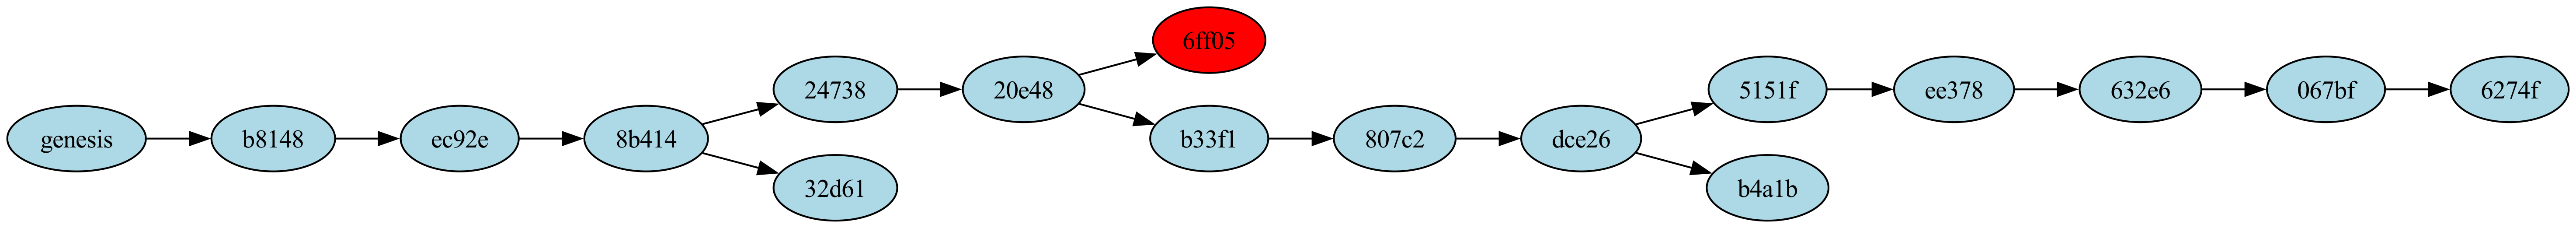 genesis
b8148
ec92e
8b414
24738
32d61
20e48
6ff05
b33f1
807c2
dce26
5151f
b4a1b
ee378
632e6
067bf
6274f